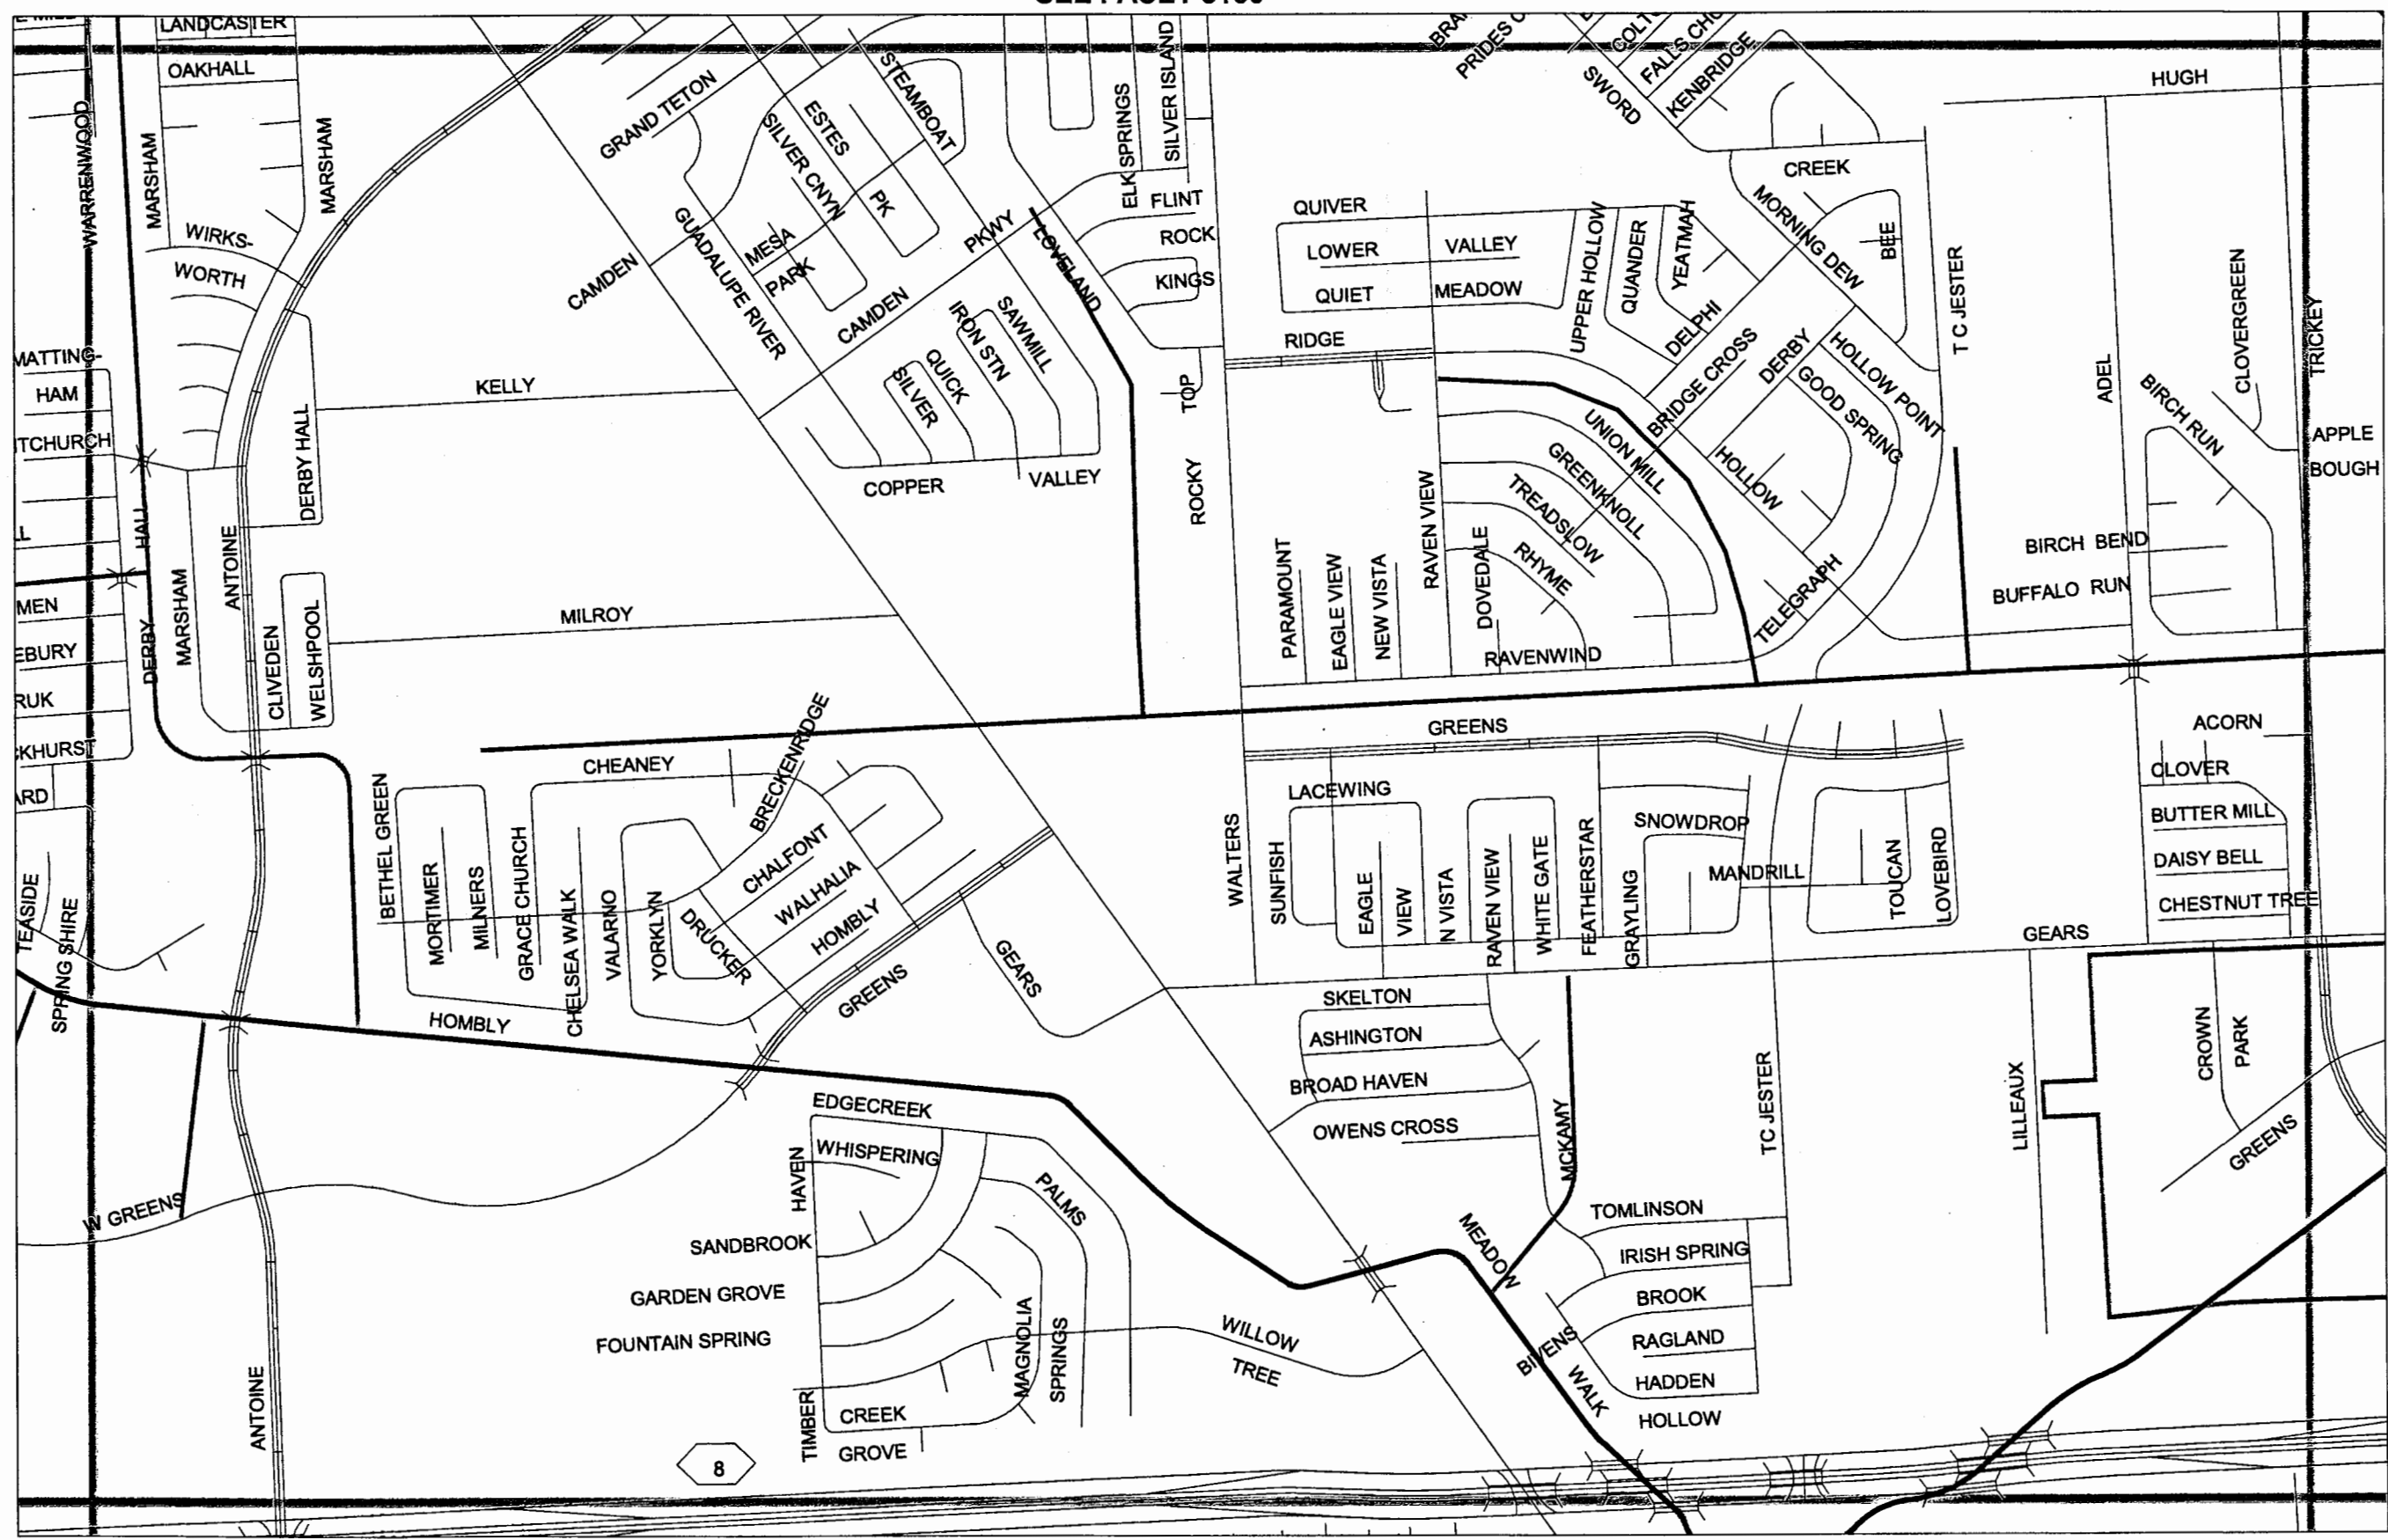 LANDCASTER
OAKHALL
WARRENWOOD
MARSHAM
MARSHAM
WIRKS-
WORTH
MATTING-
HAM
ITCHURCH
DERBY HALL
KELLY
CAMDEN
GRAND TETON
SILVER CNYN
ESTES
PK
STEAMBOAT
GUADALUPE RIVER
MESA
PARK
CAMDEN
PKWY
LOVELAND
ELK SPRINGS
SILVER ISLAND
FLINT
ROCK
KINGS
IRON STN
SAWMILL
QUICK
SILVER
COPPER
VALLEY
ROCKY
TOP
QUIVER
LOWER
VALLEY
QUIET
MEADOW
RIDGE
UPPER HOLLOW
QUANDER
YEATMAH
DELPHI
SWORD
COLT
FALLS CHU
KENBRIDGE
PRIDES C
BRA
CREEK
MORNING DEW
BEE
T C JESTER
HUGH
ADEL
CLOVERGREEN
TRICKEY
BIRCH RUN
APPLE
BOUGH
BRIDGE CROSS
DERBY
HOLLOW POINT
GOOD SPRING
HOLLOW
UNION MILL
GREENKNOLL
TREADSLOW
RHYME
DOVEDALE
RAVEN VIEW
RAVENWIND
TELEGRAPH
BIRCH BEND
BUFFALO RUN
PARAMOUNT
EAGLE VIEW
NEW VISTA
HALL
DERBY
MARSHAM
ANTOINE
CLIVEDEN
WELSHPOOL
MILROY
LL
MEN
EBURY
RUK
CKHURST
ARD
TEASIDE
SPRING SHIRE
BETHEL GREEN
MORTIMER
MILNERS
GRACE CHURCH
CHELSEA WALK
VALARNO
YORKLYN
DRUCKER
CHEANEY
BRECKENRIDGE
CHALFONT
WALHALIA
HOMBLY
GREENS
GEARS
HOMBLY
GREENS
WALTERS
SUNFISH
LACEWING
EAGLE
VIEW
N VISTA
RAVEN VIEW
WHITE GATE
FEATHERSTAR
GRAYLING
SNOWDROP
MANDRILL
TOUCAN
LOVEBIRD
ACORN
CLOVER
BUTTER MILL
DAISY BELL
CHESTNUT TREE
GEARS
SKELTON
ASHINGTON
BROAD HAVEN
OWENS CROSS
MCKAMY
TC JESTER
LILLEAUX
CROWN
PARK
GREENS
W GREENS
ANTOINE
EDGECREEK
WHISPERING
HAVEN
PALMS
SANDBROOK
GARDEN GROVE
FOUNTAIN SPRING
MAGNOLIA
SPRINGS
TIMBER
CREEK
GROVE
WILLOW
TREE
MEADOW
TOMLINSON
IRISH SPRING
BROOK
BIVENS
RAGLAND
WALK
HADDEN
HOLLOW
8